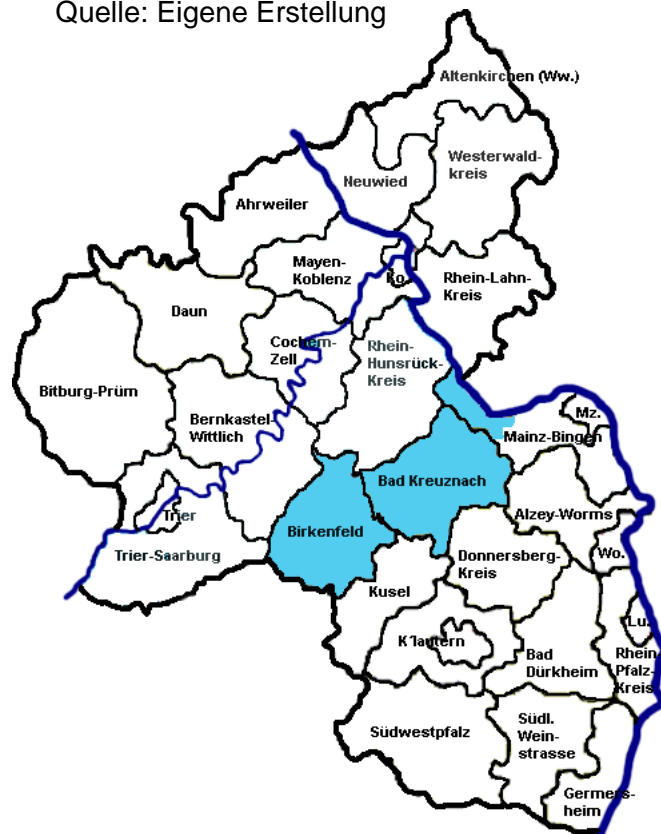 Quelle: Eigene Erstellung
Altenkirchen (Ww.)
Westerwald-
kreis
Neuwied
Ahrweiler
Mayen-
Koblenz
Ko.
Rhein-Lahn-
Kreis
Daun
Cochem-
Zell
Rhein-
Hunsrück-
Kreis
Bitburg-Prüm
Bernkastel-
Wittlich
Mz.
Mainz-Bingen
Bad Kreuznach
Alzey-Worms
Trier
Birkenfeld
Trier-Saarburg
Donnersberg-
Kreis
Wo.
Kusel
Lu.
K'lautern
Bad
Dürkheim
Rhein
Pfalz-
Kreis
Südwestpfalz
Südl.
Wein-
strasse
Germers-
heim